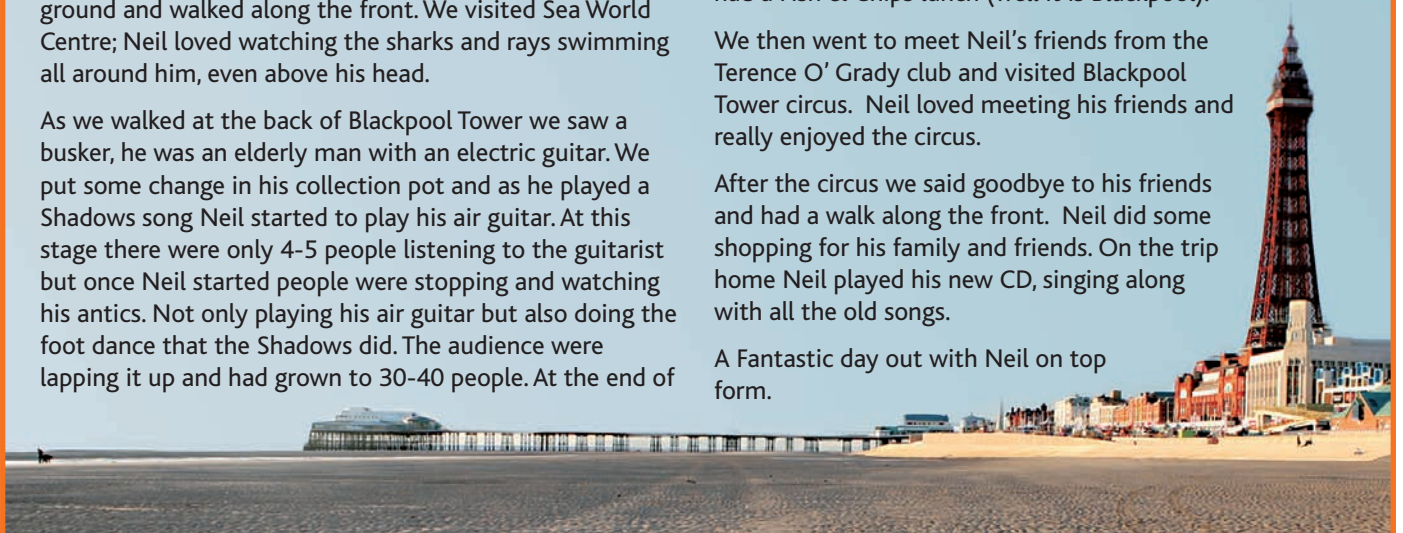 ground and walked along the front. We visited Sea World
Centre; Neil loved watching the sharks and rays swimming
all around him, even above his head.
As we walked at the back of Blackpool Tower we saw a
busker, he was an elderly man with an electric guitar. We
put some change in his collection pot and as he played a
Shadows song Neil started to play his air guitar. At this
stage there were only 4-5 people listening to the guitarist
but once Neil started people were stopping and watching
his antics. Not only playing his air guitar but also doing the
foot dance that the Shadows did. The audience were
lapping it up and had grown to 30-40 people. At the end of
We then went to meet Neil's friends from the
Terence O' Grady club and visited Blackpool
Tower circus.  Neil loved meeting his friends and
really enjoyed the circus.
After the circus we said goodbye to his friends
and had a walk along the front.  Neil did some
shopping for his family and friends. On the trip
home Neil played his new CD, singing along
with all the old songs.
A Fantastic day out with Neil on top
form.